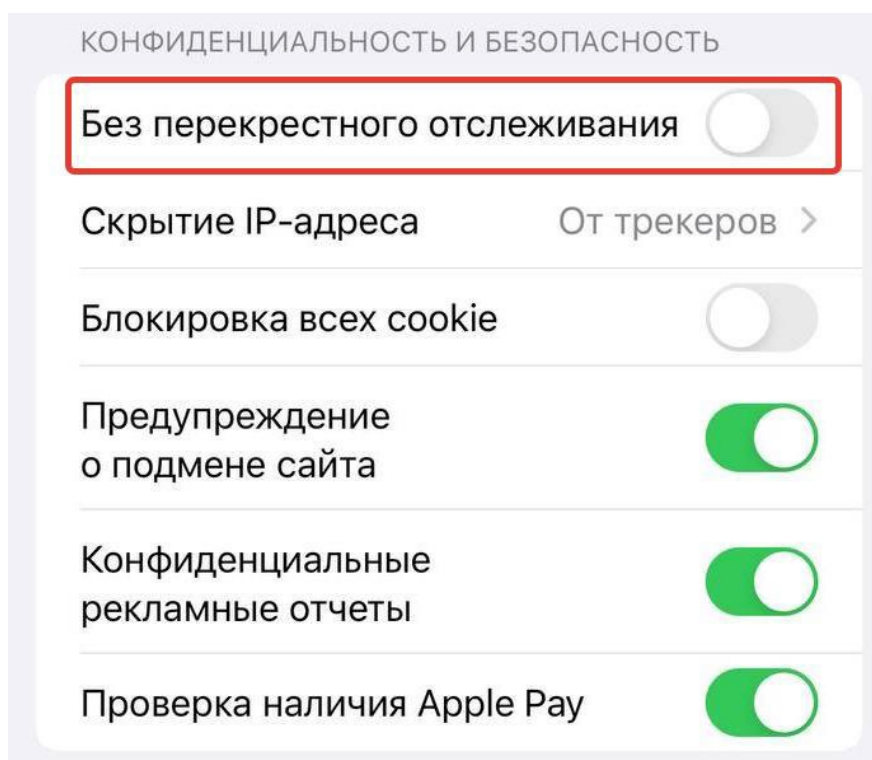 КОНФИДЕНЦИАЛЬНОСТЬ И БЕЗОПАСНОСТЬ
Без перекрестного отслеживания
Скрытие IP-адреса От трекеров >
Блокировка всех cookie
Предупреждение
о подмене сайта
Конфиденциальные
рекламные отчеты
Проверка наличия Apple Pay